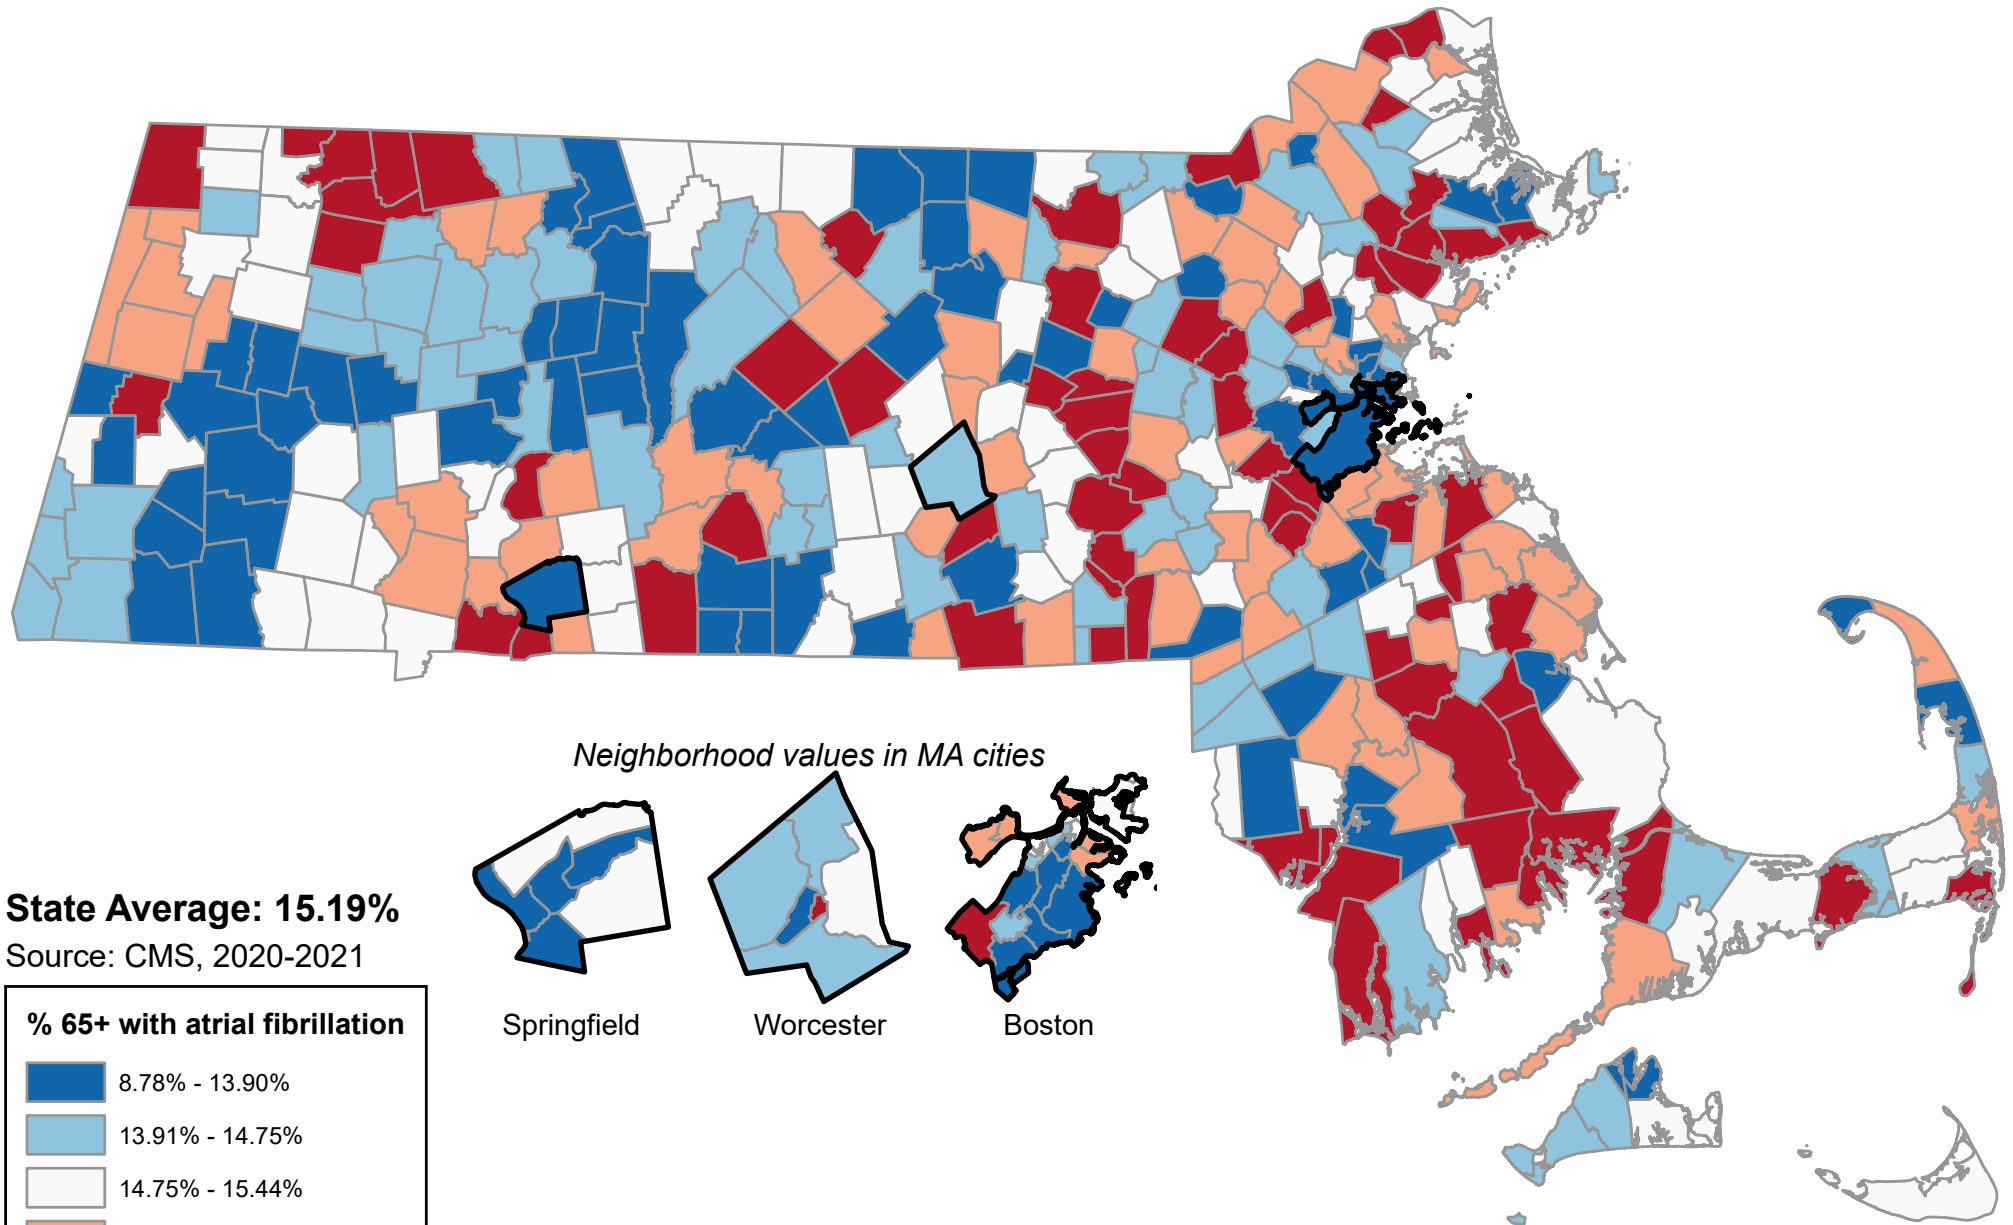 Neighborhood values in MA cities
State Average: 15.19%
Source: CMS, 2020-2021
Springfield
Worcester
Boston
% 65+ with atrial fibrillation
8.78% - 13.90%
13.91% - 14.75%
14.75% - 15.44%